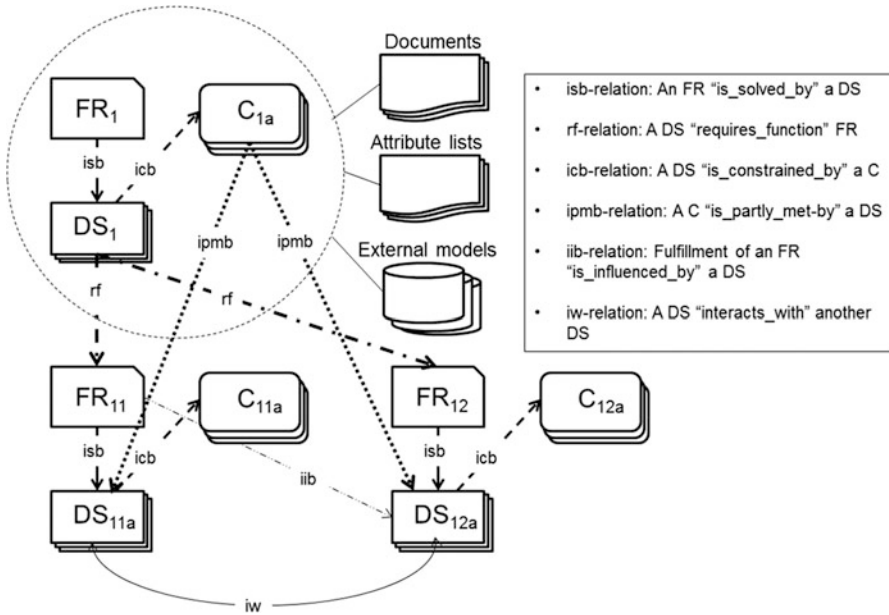 Documents
FR1
C1a
isb
icb
Attribute lists
DS1
ipmb
ipmb
External models
rf
rf
FR11
C11a
FR12
C12a
isb
icb
iib
isb
icb
DS11a
DS12a
iw
• isb-relation: An FR “is_solved_by” a DS
• rf-relation: A DS “requires_function” FR
• icb-relation: A DS “is_constrained_by” a C
• ipmb-relation: A C “is_partly_met-by” a DS
• iib-relation: Fulfillment of an FR
“is_influenced_by” a DS
• iw-relation: A DS “interacts_with” another
DS